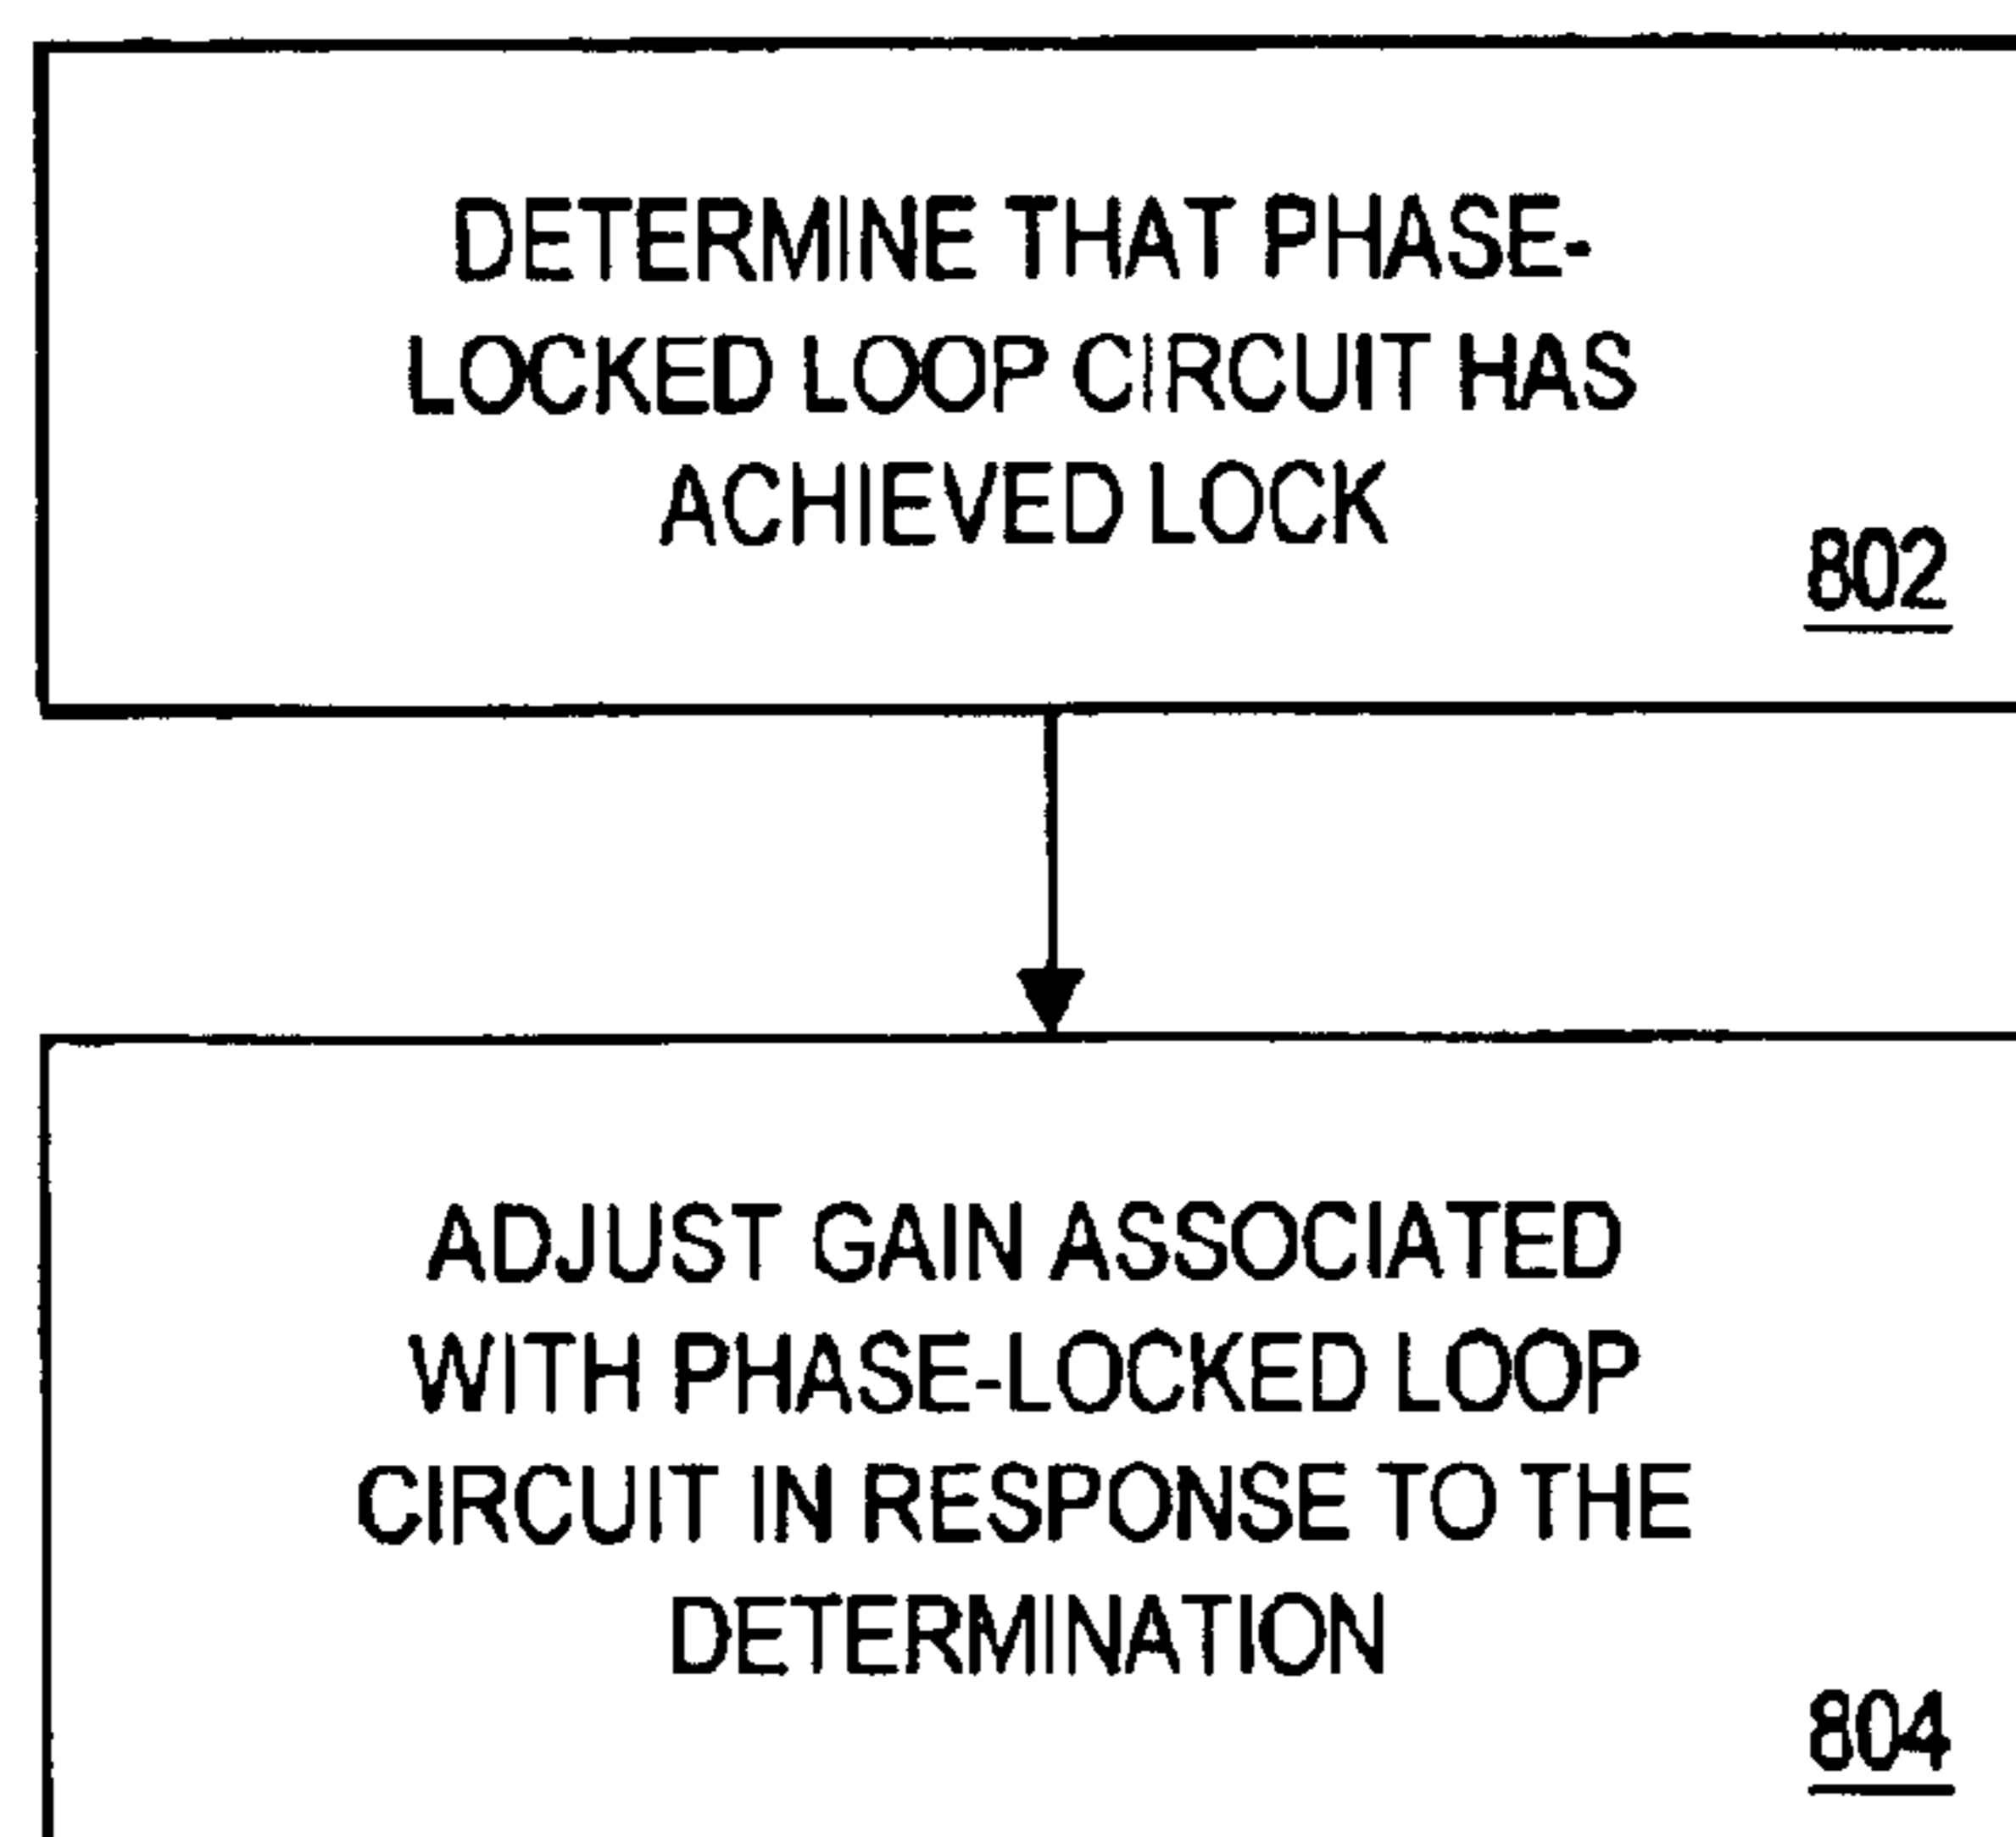 DETERMINE THAT PHASE-
LOCKED LOOP CIRCUIT HAS
ACHIEVED LOCK
802
ADJUST GAIN ASSOCIATED
WITH PHASE-LOCKED LOOP
CIRCUIT IN RESPONSE TO THE
DETERMINATION
804